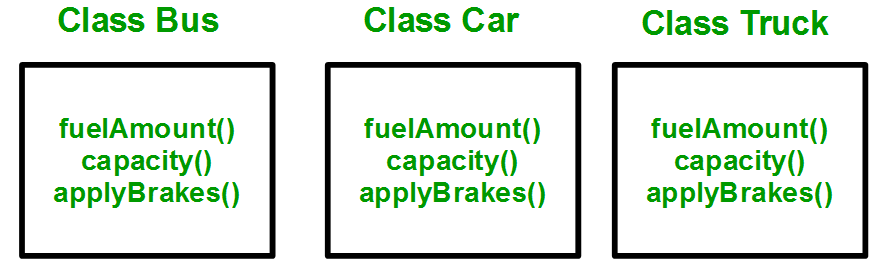 Class Bus
fuelAmount()
capacity()
applyBrakes()
Class Car
fuelAmount()
capacity()
applyBrakes()
Class Truck
fuelAmount()
capacity()
applyBrakes()